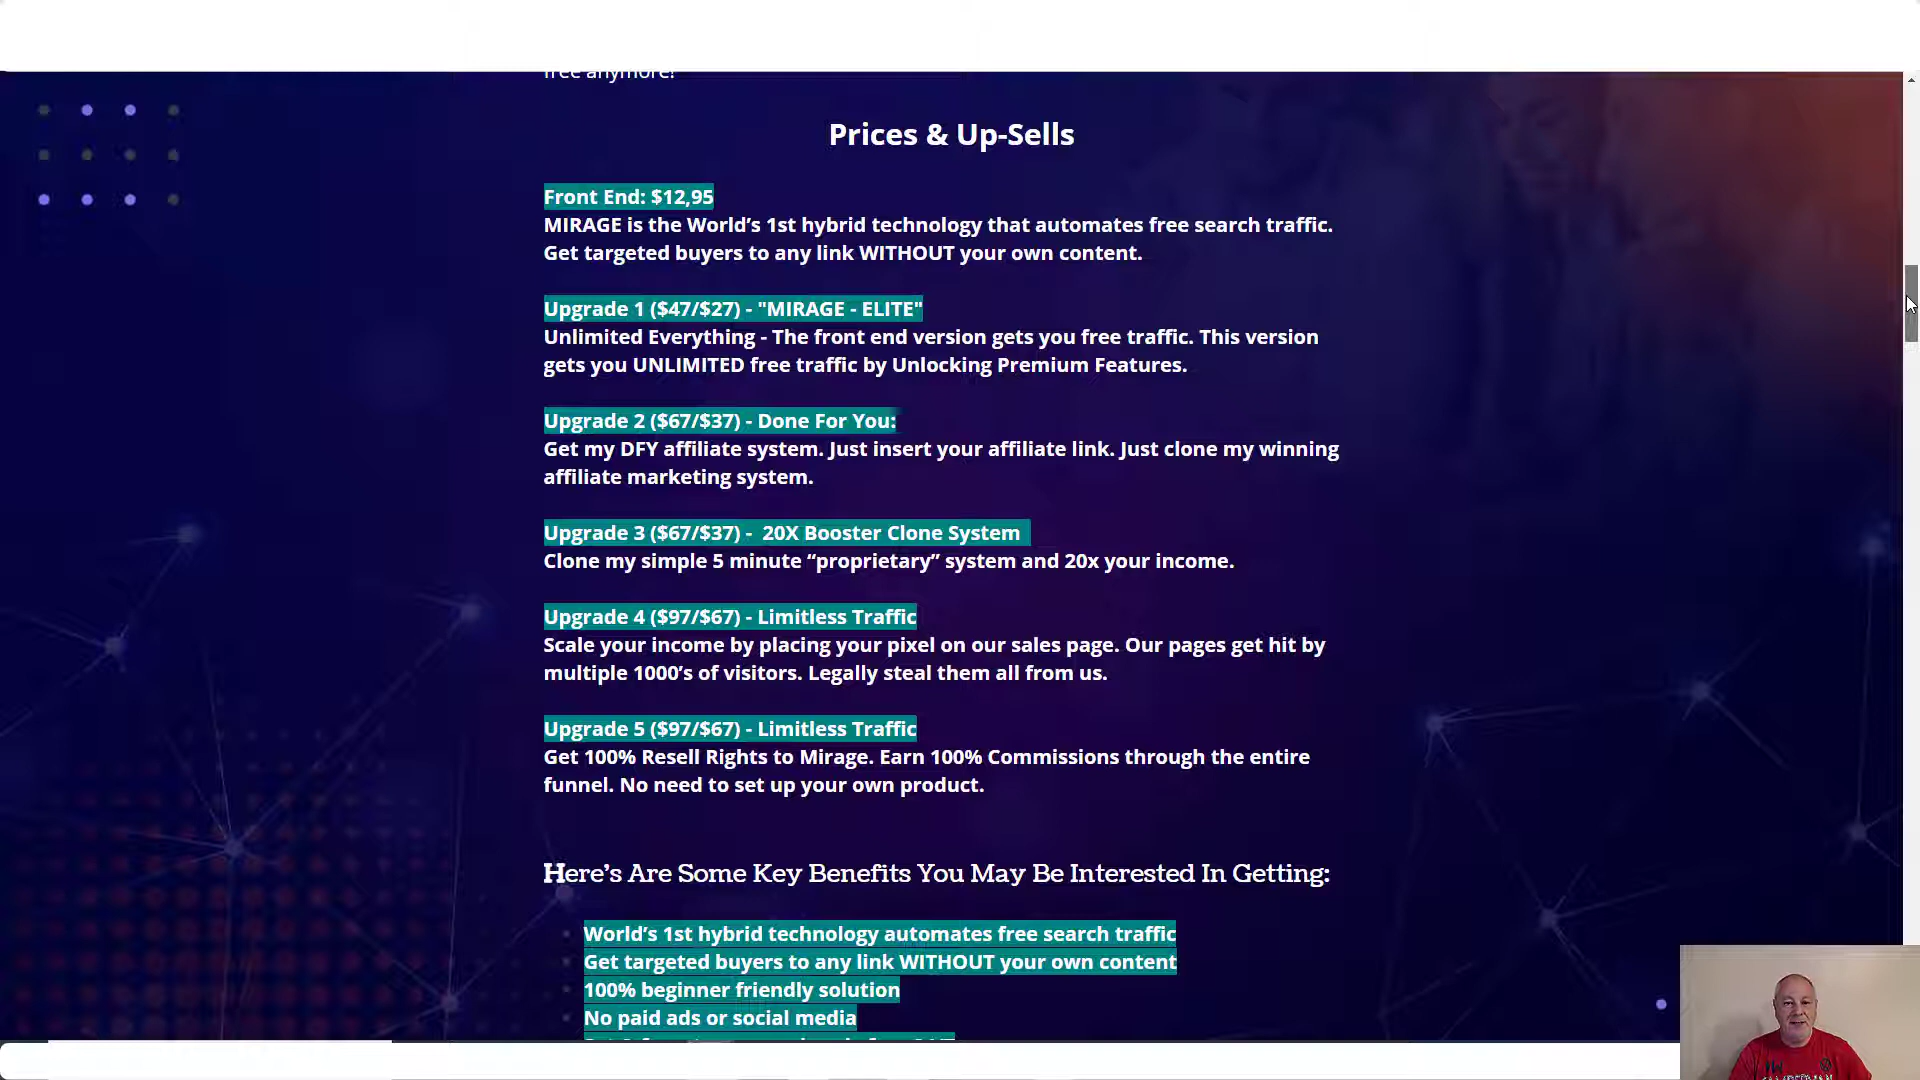 free anymore!
Prices & Up-Sells
Front End: $12,95
MIRAGE is the World’s 1st hybrid technology that automates free search traffic.
Get targeted buyers to any link WITHOUT your own content.
Upgrade 1 ($47/$27) - "MIRAGE - ELITE"
Unlimited Everything - The front end version gets you free traffic. This version
gets you UNLIMITED free traffic by Unlocking Premium Features.
Upgrade 2 ($67/$37) - Done For You:
Get my DFY affiliate system. Just insert your affiliate link. Just clone my winning
affiliate marketing system.
Upgrade 3 ($67/$37) -  20X Booster Clone System
Clone my simple 5 minute “proprietary” system and 20x your income.
Upgrade 4 ($97/$67) - Limitless Traffic
Scale your income by placing your pixel on our sales page. Our pages get hit by
multiple 1000’s of visitors. Legally steal them all from us.
Upgrade 5 ($97/$67) - Limitless Traffic
Get 100% Resell Rights to Mirage. Earn 100% Commissions through the entire
funnel. No need to set up your own product.
Here’s Are Some Key Benefits You May Be Interested In Getting:
World’s 1st hybrid technology automates free search traffic
Get targeted buyers to any link WITHOUT your own content
100% beginner friendly solution
No paid ads or social media